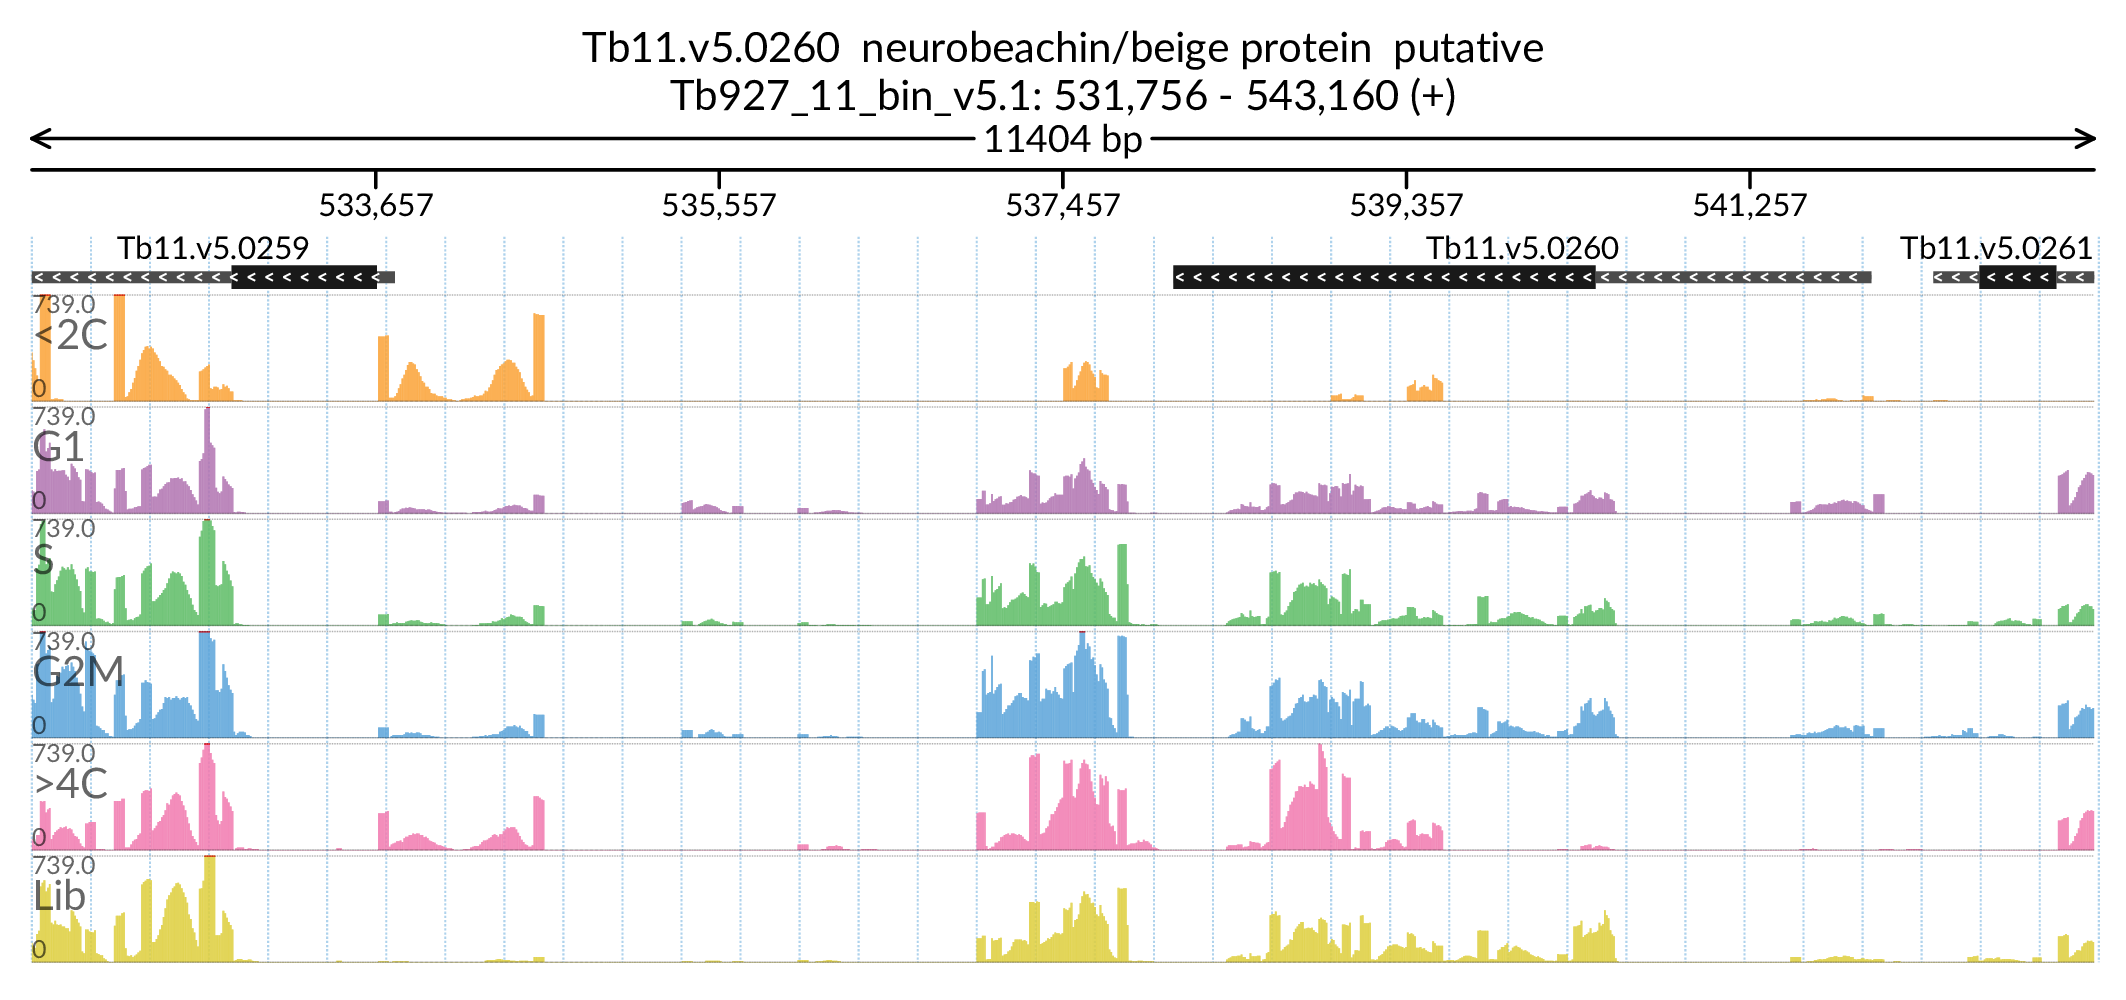 Tb11.v5.0260 neurobeachin/beige protein putative
Tb927_11_bin_v5.1: 531,756 - 543,160 (+)
11404 bp
533,657 535,557 537,457 539,357 541,257
Tb11.v5.0259 Tb11.v5.0260 Tb11.v5.0261
739.0
<2C
0
739.0
G1
0
739.0
S
0
739.0
G2M
0
739.0
>4C
0
739.0
Lib
0